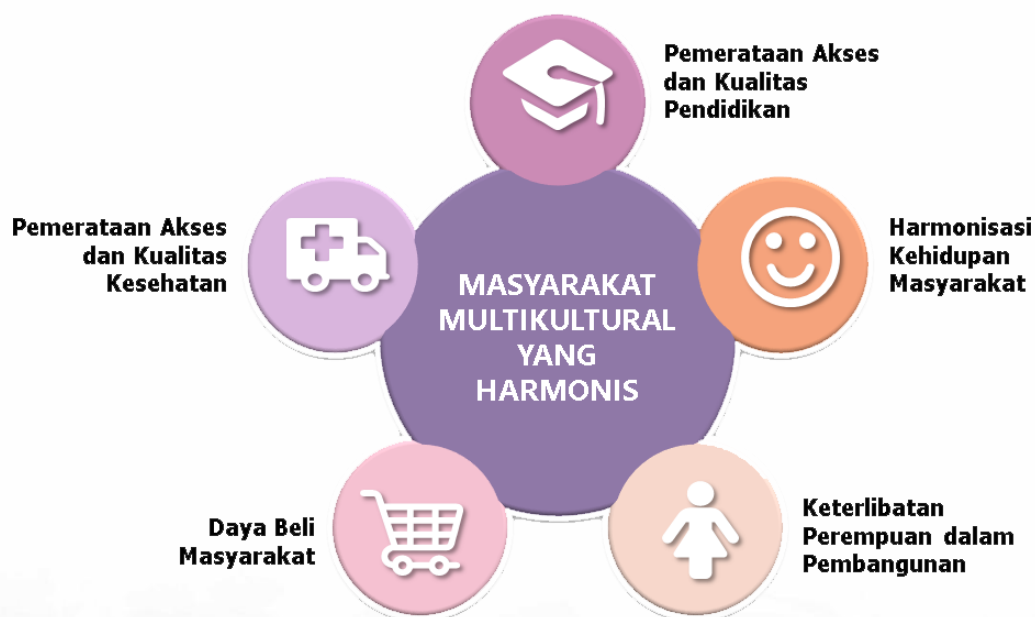 Pemerataan Akses
dan Kualitas
Pendidikan
Pemerataan Akses
dan Kualitas
Kesehatan
Harmonisasi
Kehidupan
Masyarakat
MASYARAKAT
MULTIKULTURAL
YANG
HARMONIS
Daya Beli
Masyarakat
Keterlibatan
Perempuan dalam
Pembangunan